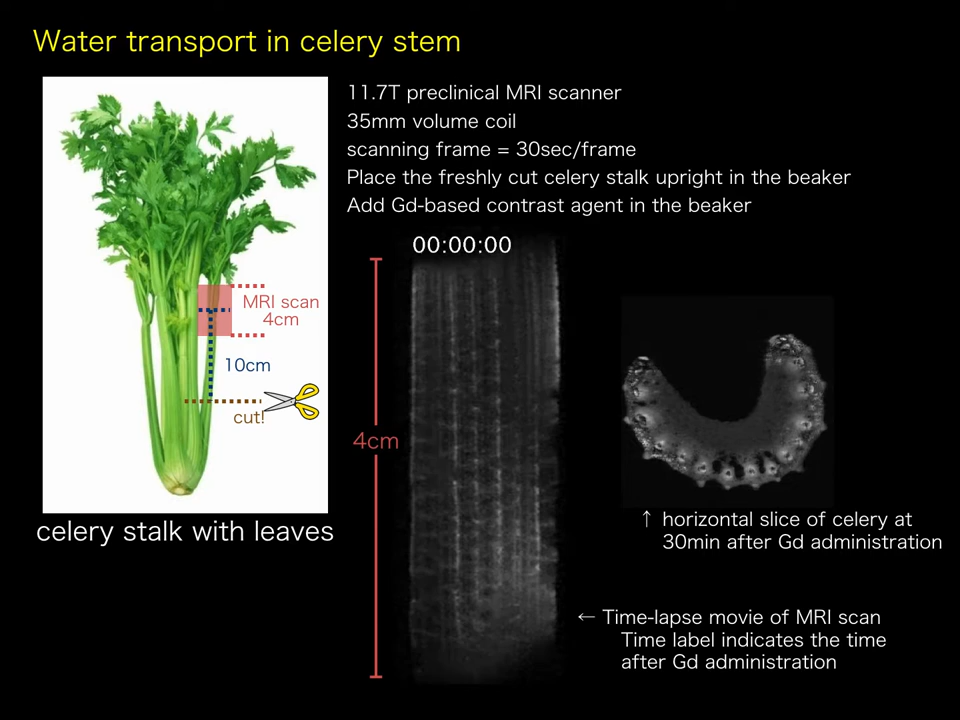 Water transport in celery stem
11.7T preclinical MRI scanner
35mm volume coil
scanning frame = 30sec/frame
Place the freshly cut celery stalk upright in the beaker
Add Gd-based contrast agent in the beaker
00:00:00
MRI scan
4cm
10cm
cut!
4cm
celery stalk with leaves
↑ horizontal slice of celery at
30min after Gd administration
← Time-lapse movie of MRI scan
Time label indicates the time
after Gd administration